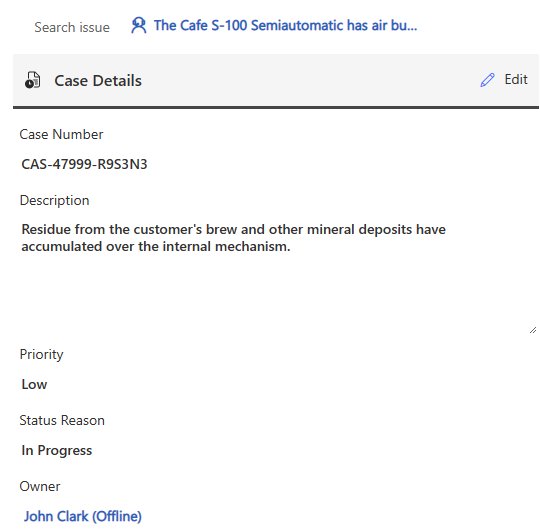 Search issue The Cafe S-100 Semiautomatic has air bu...
Case Details Edit
Case Number
CAS-47999-R9S3N3
Description
Residue from the customer's brew and other mineral deposits have
accumulated over the internal mechanism.
Priority
Low
Status Reason
In Progress
Owner
John Clark (Offline)